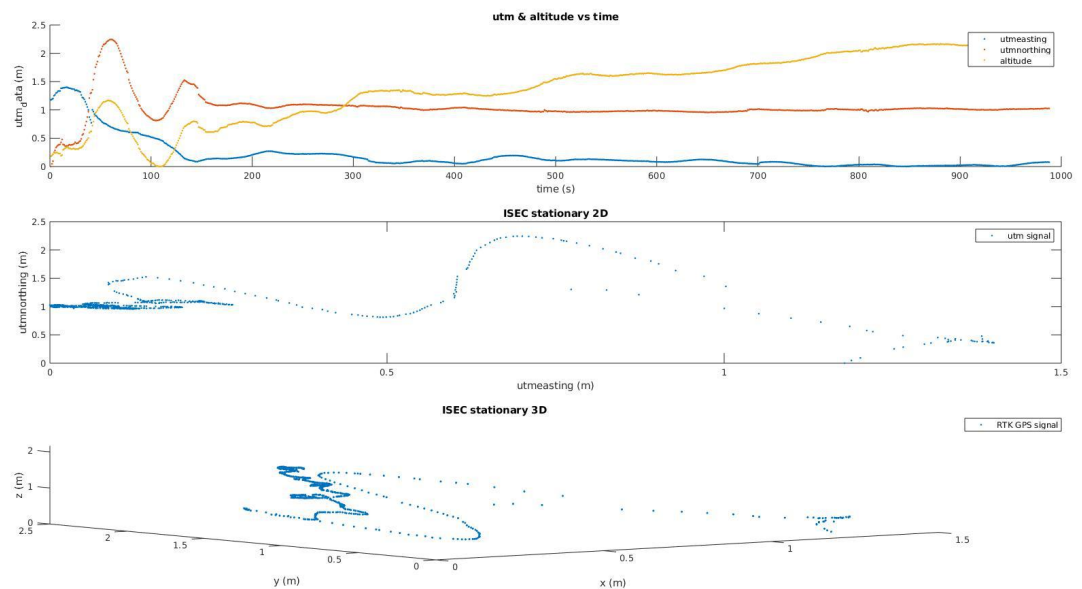 utm & altitude vs time
utm_data (m)
2.5
2
1.5
1
0.5
0
0 100 200 300 400 500 600 700 800 900 1000
time (s)
utmeasting
utmnorthing
altitude
ISEC stationary 2D
utmnorthing (m)
2.5
2
1.5
1
0.5
0
0 0.5 1 1.5
utmeasting (m)
utm signal
ISEC stationary 3D
RTK GPS signal
z (m)
2
1
0
2.5
2
1.5
1
0.5
0
y (m)
0
0.5
1
1.5
x (m)